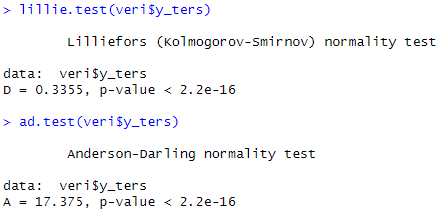 > lillie.test(veri$y_ters)
Lilliefors (Kolmogorov-Smirnov) normality test
data:  veri$y_ters
D = 0.3355, p-value < 2.2e-16
> ad.test(veri$y_ters)
Anderson-Darling normality test
data:  veri$y_ters
A = 17.375, p-value < 2.2e-16